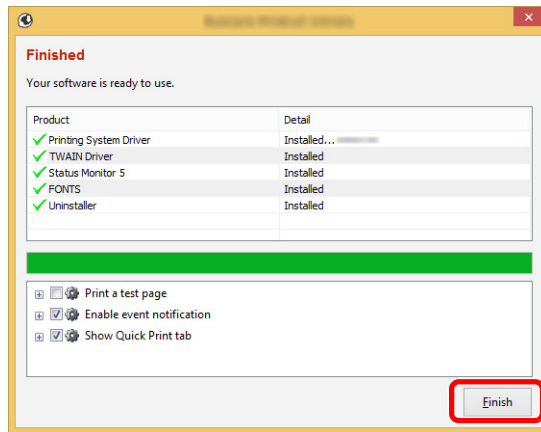 Finished
Your software is ready to use.
Product Detail
Printing System Driver Installed...
TWAIN Driver Installed
Status Monitor 5 Installed
FONTS Installed
Uninstaller Installed
Print a test page
Enable event notification
Show Quick Print tab
Finish